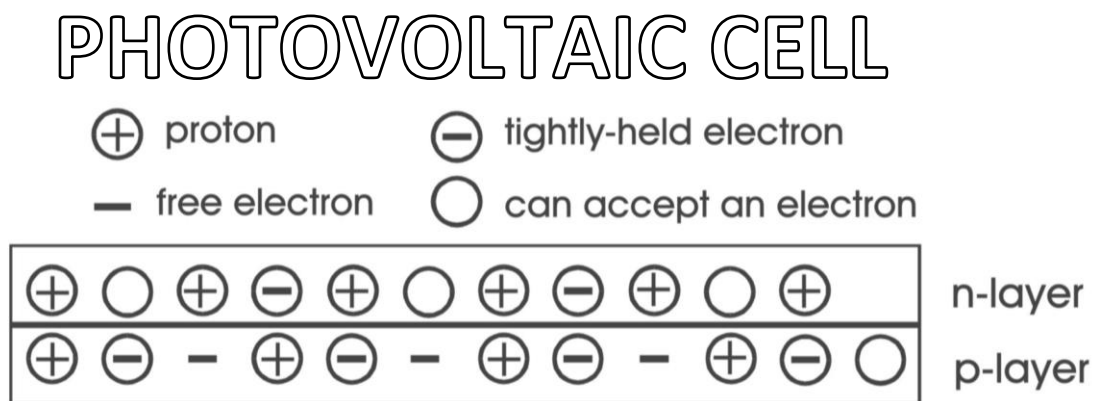 PHOTOVOLTAIC CELL
proton
tightly-held electron
free electron
can accept an electron
n-layer
p-layer